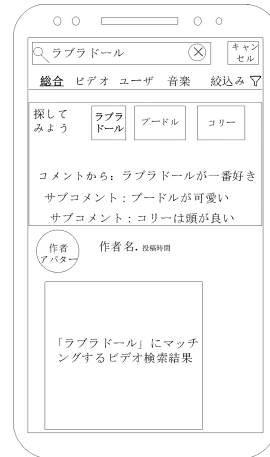 ラブラドール
キャン
セル
総合 ビデオ ユーザ 音楽 絞込み
探して
みよう
ラブラ
ドール
プードル
コリー
コメントから：ラブラドールが一番好き
サブコメント：プードルが可愛い
サブコメント：コリーは頭が良い
作者
アバター
作者名. 投稿時間
「ラブラドール」にマッチ
ングするビデオ検索結果